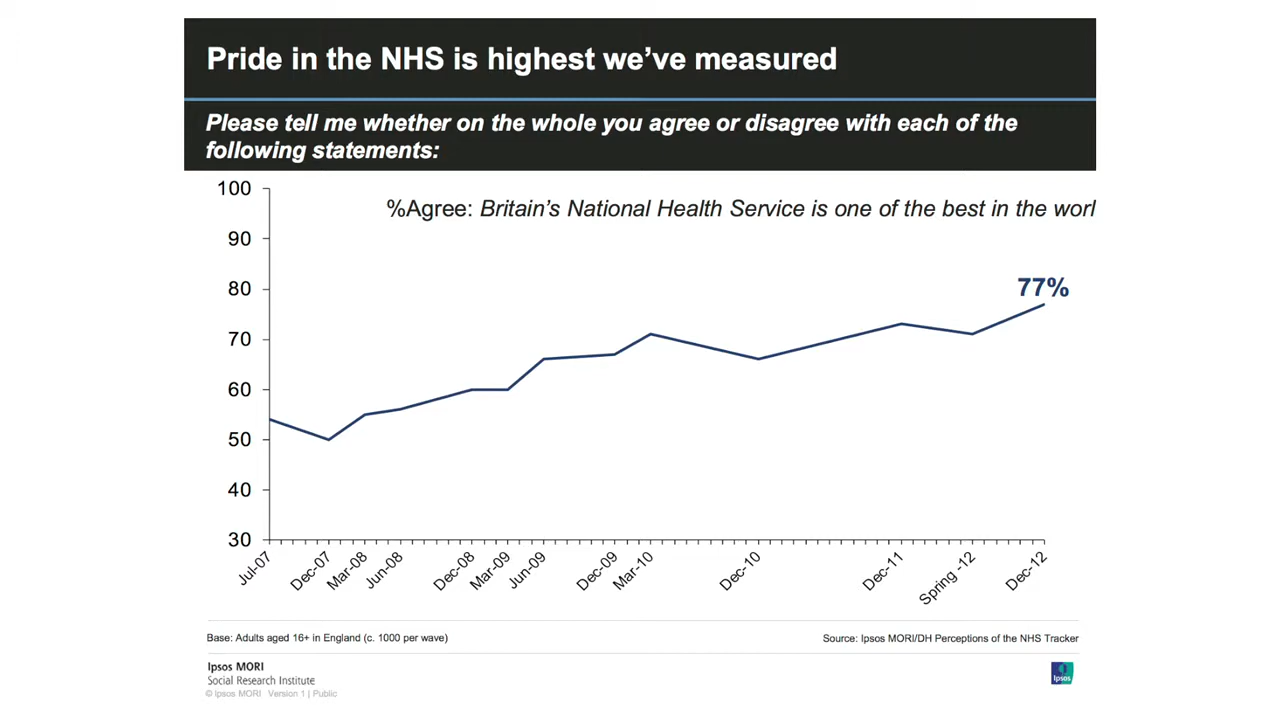 Pride in the NHS is highest we’ve measured
Please tell me whether on the whole you agree or disagree with each of the
following statements:
%Agree: Britain’s National Health Service is one of the best in the worl
100
90
80
70
60
50
40
30
77%
Jul-07
Dec-07
Mar-08
Jun-08
Dec-08
Mar-09
Jun-09
Dec-09
Mar-10
Dec-10
Dec-11
Spring -12
Dec-12
Base: Adults aged 16+ in England (c. 1000 per wave)
Source: Ipsos MORI/DH Perceptions of the NHS Tracker
Ipsos MORI
Social Research Institute
© Ipsos MORI Version 1 | Public
Ipsos